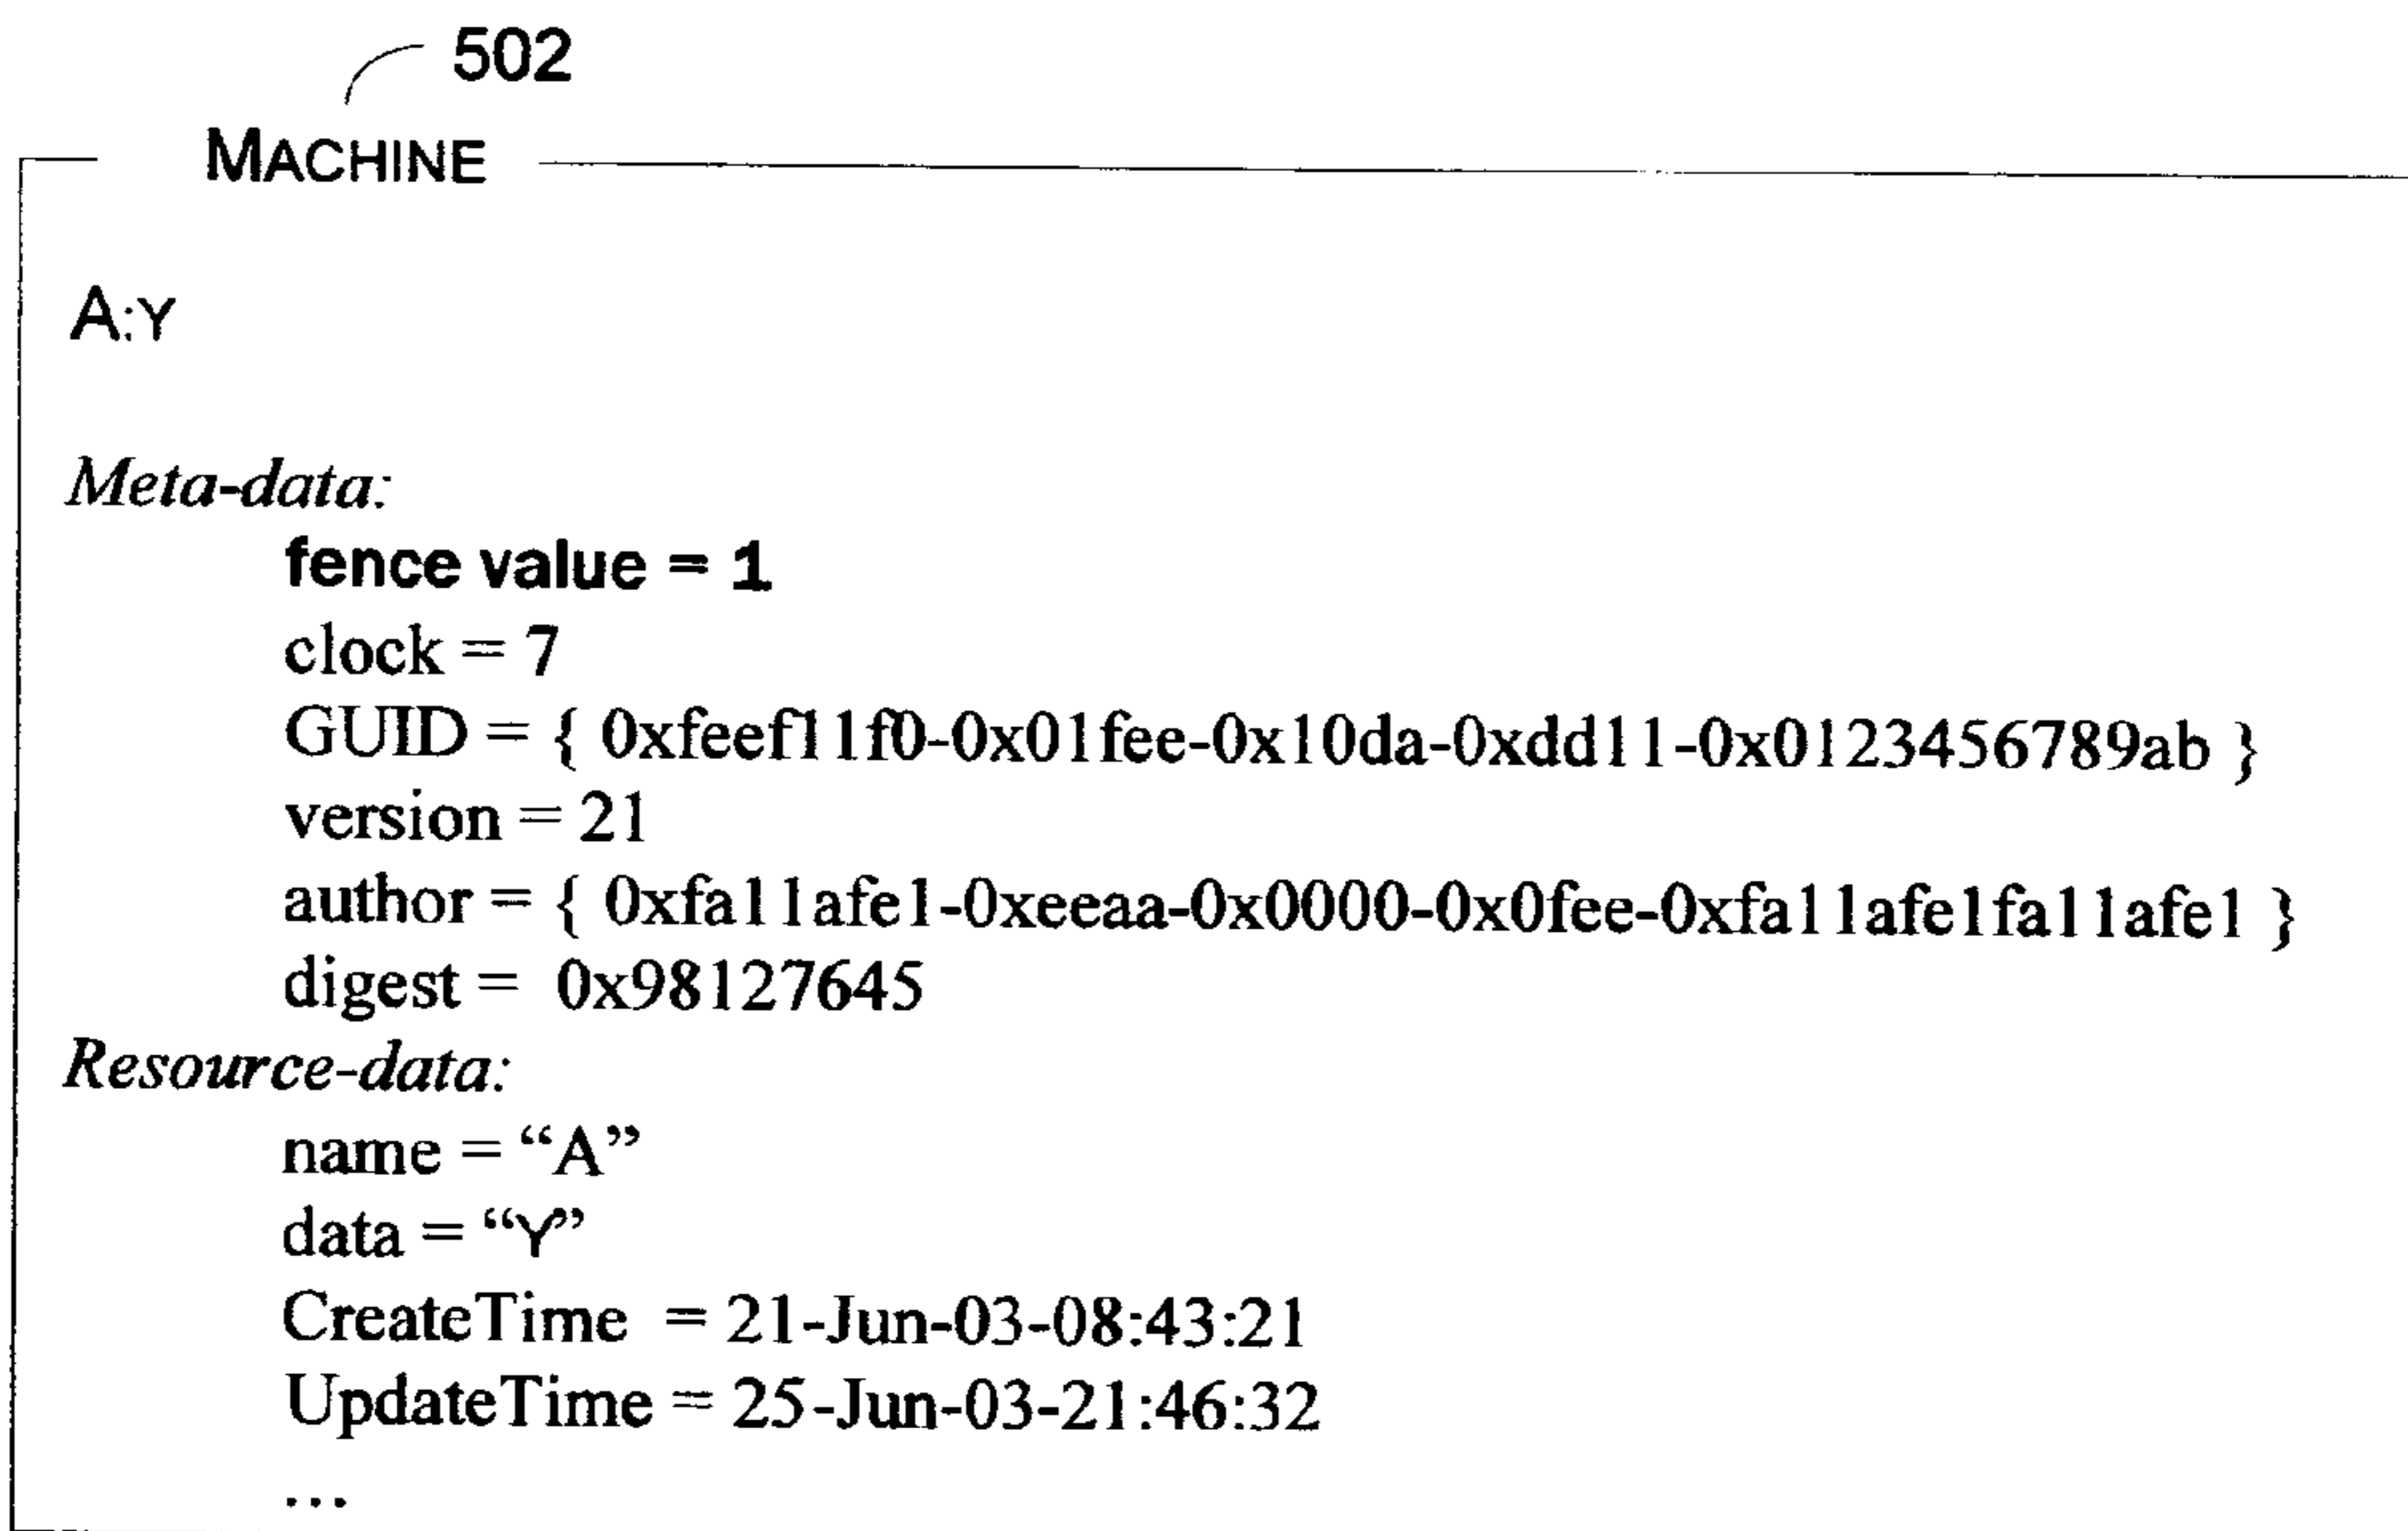 502
MACHINE
A:Y
Meta-data:
fence value = 1
clock = 7
GUID = { 0xfeef11f0-0x01fee-0x10da-0xdd11-0x0123456789ab }
version = 21
author = { 0xfa11afe1-0xeeaa-0x0000-0x0fee-0xfa11afe1fa11afe1 }
digest = 0x98127645
Resource-data:
name = “A”
data = “Y”
CreateTime = 21-Jun-03-08:43:21
UpdateTime = 25-Jun-03-21:46:32
...